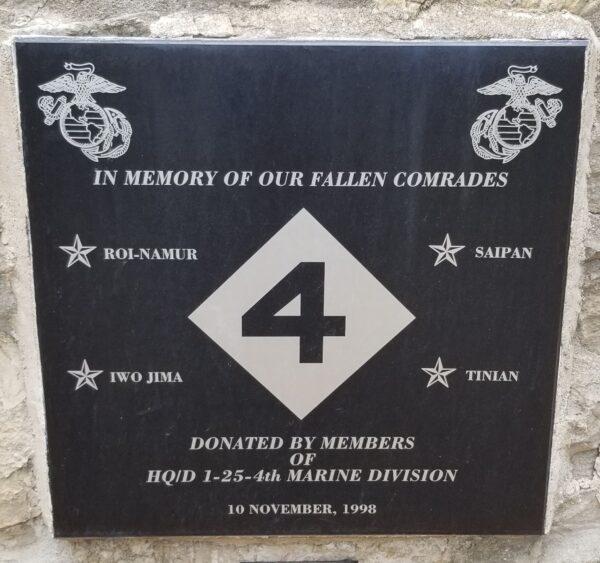 IN MEMORY OF OUR FALLEN COMRADES
ROI-NAMUR
SAIPAN
4
IWO JIMA
TINIAN
DONATED BY MEMBERS
OF
HQ/D 1-25-4th MARINE DIVISION
10 NOVEMBER, 1998